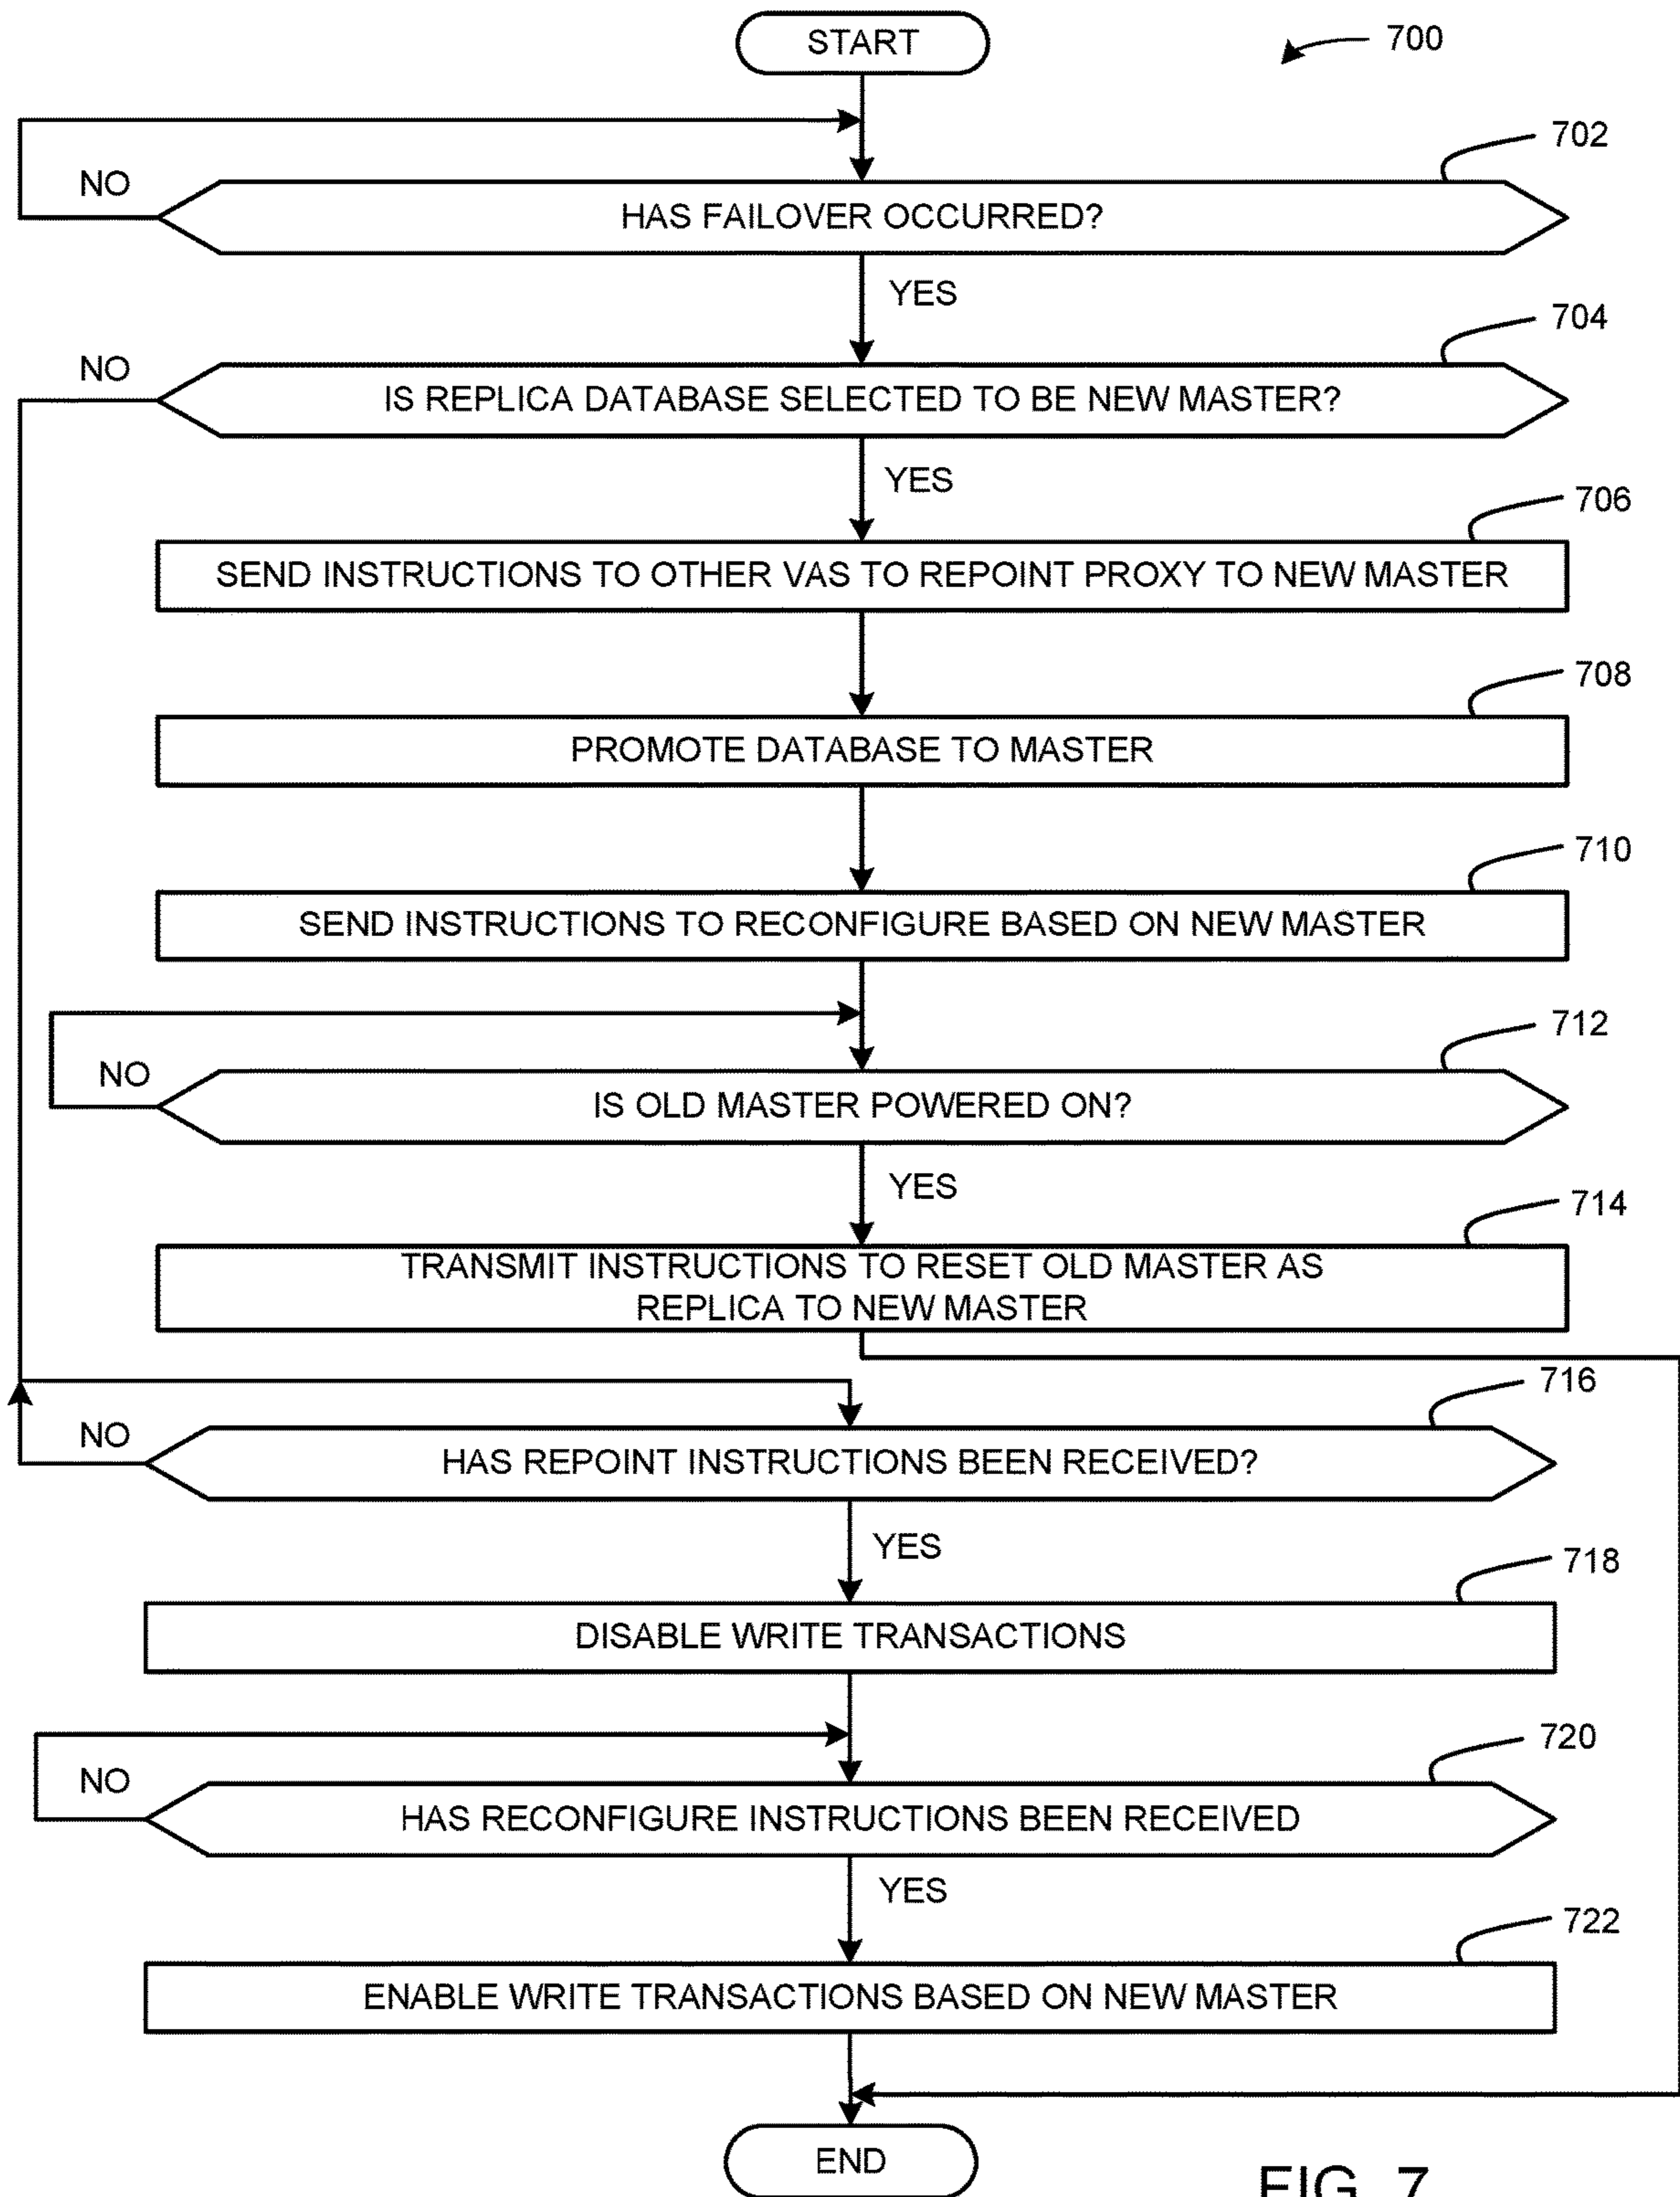 START
700
702
NO
HAS FAILOVER OCCURRED?
YES
704
NO
IS REPLICA DATABASE SELECTED TO BE NEW MASTER?
YES
706
SEND INSTRUCTIONS TO OTHER VAS TO REPOINT PROXY TO NEW MASTER
708
PROMOTE DATABASE TO MASTER
710
SEND INSTRUCTIONS TO RECONFIGURE BASED ON NEW MASTER
712
NO
IS OLD MASTER POWERED ON?
YES
714
TRANSMIT INSTRUCTIONS TO RESET OLD MASTER AS
REPLICA TO NEW MASTER
716
NO
HAS REPOINT INSTRUCTIONS BEEN RECEIVED?
YES
718
DISABLE WRITE TRANSACTIONS
720
NO
HAS RECONFIGURE INSTRUCTIONS BEEN RECEIVED
YES
722
ENABLE WRITE TRANSACTIONS BASED ON NEW MASTER
END
FIG. 7